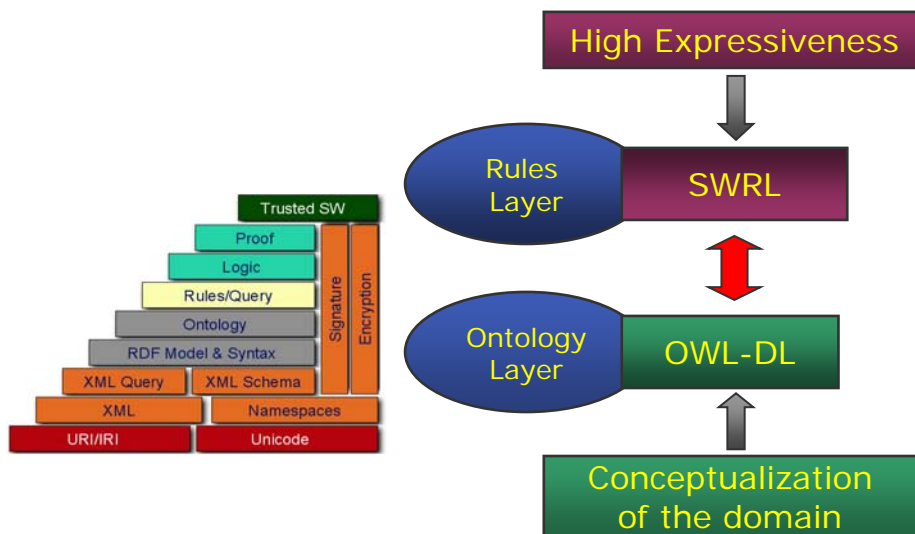 High Expressiveness
Rules
Layer
SWRL
Trusted SW
Proof
Logic
Rules/Query
Ontology
RDF Model & Syntax
XML Query
XML Schema
XML
Namespaces
URI/IRI
Unicode
Signature
Encryption
Ontology
Layer
OWL-DL
Conceptualization
of the domain